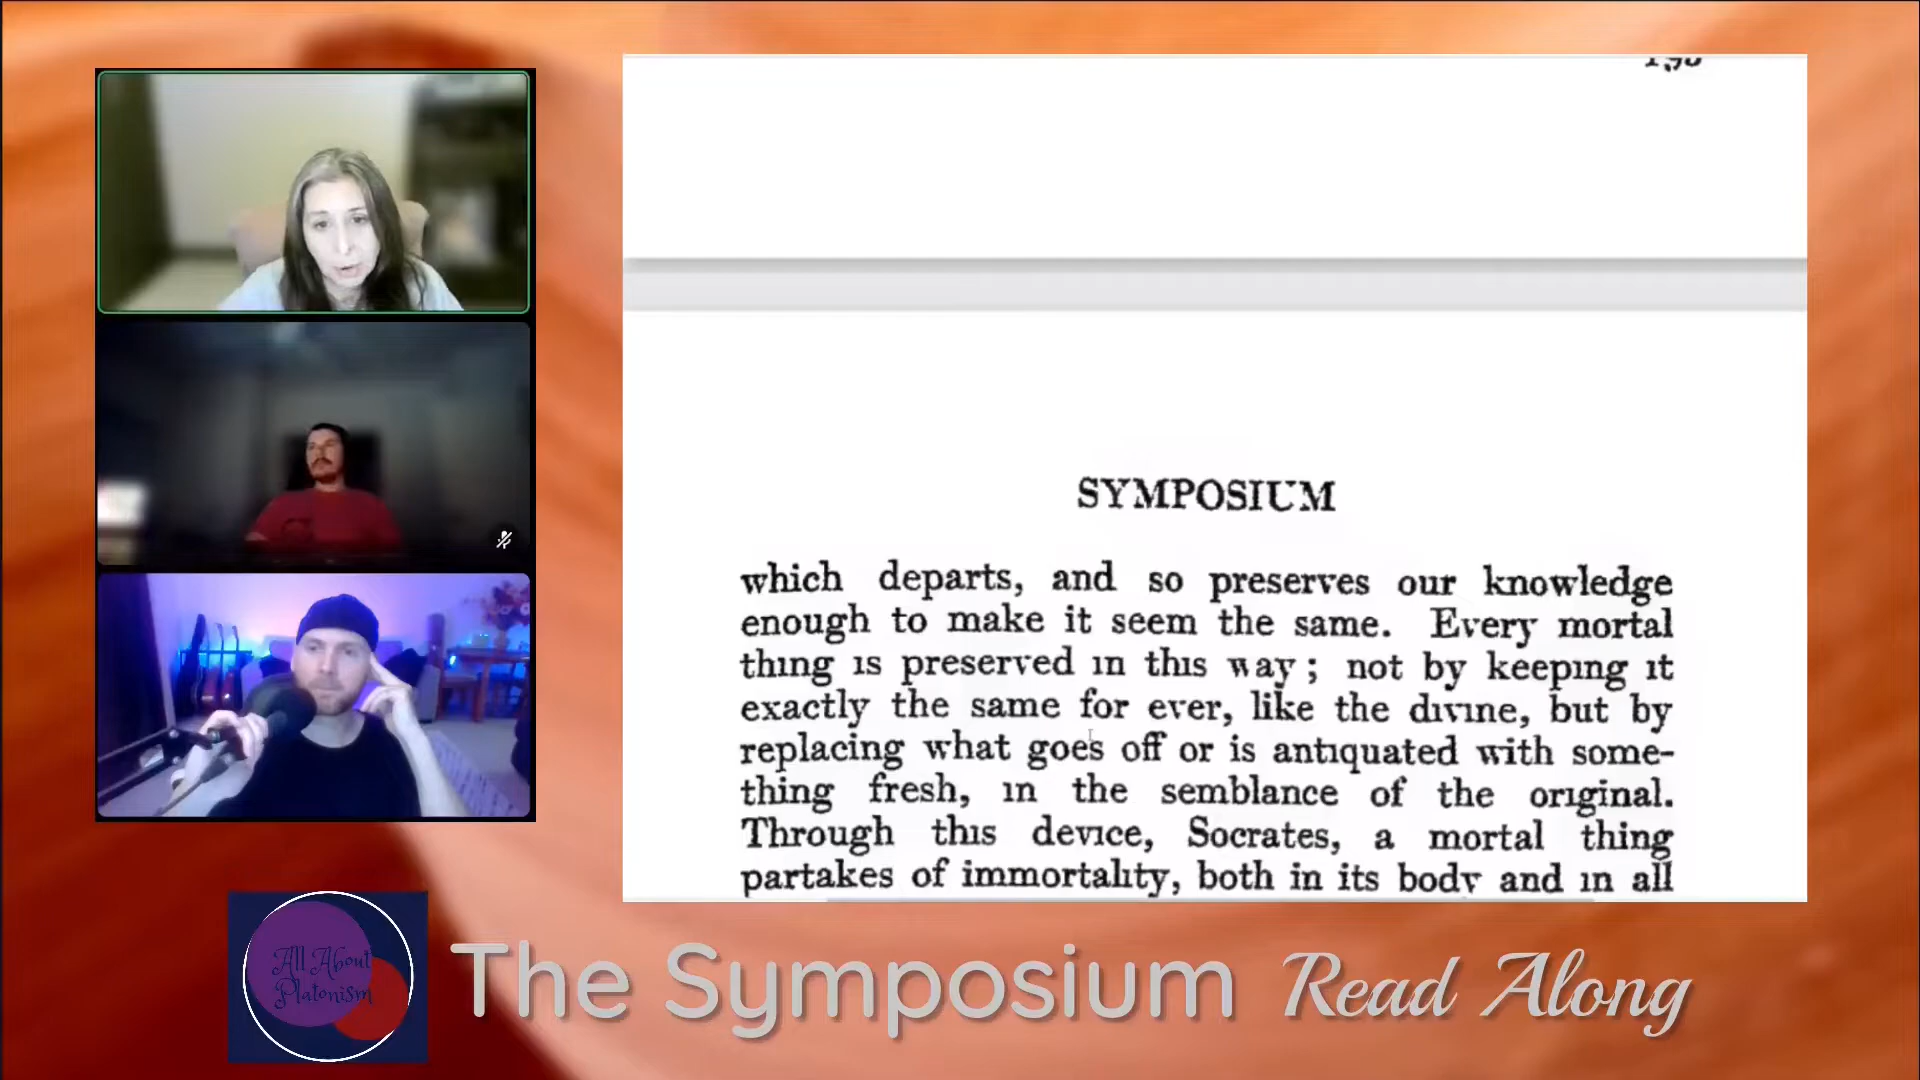 SYMPOSIUM
which departs, and so preserves our knowledge
enough to make it seem the same. Every mortal
thing is preserved in this way; not by keeping it
exactly the same for ever, like the divine, but by
replacing what goes off or is antiquated with some-
thing fresh, in the semblance of the original.
Through this device, Socrates, a mortal thing
partakes of immortality, both in its body and in all
All About
Platonism
The Symposium Read Along